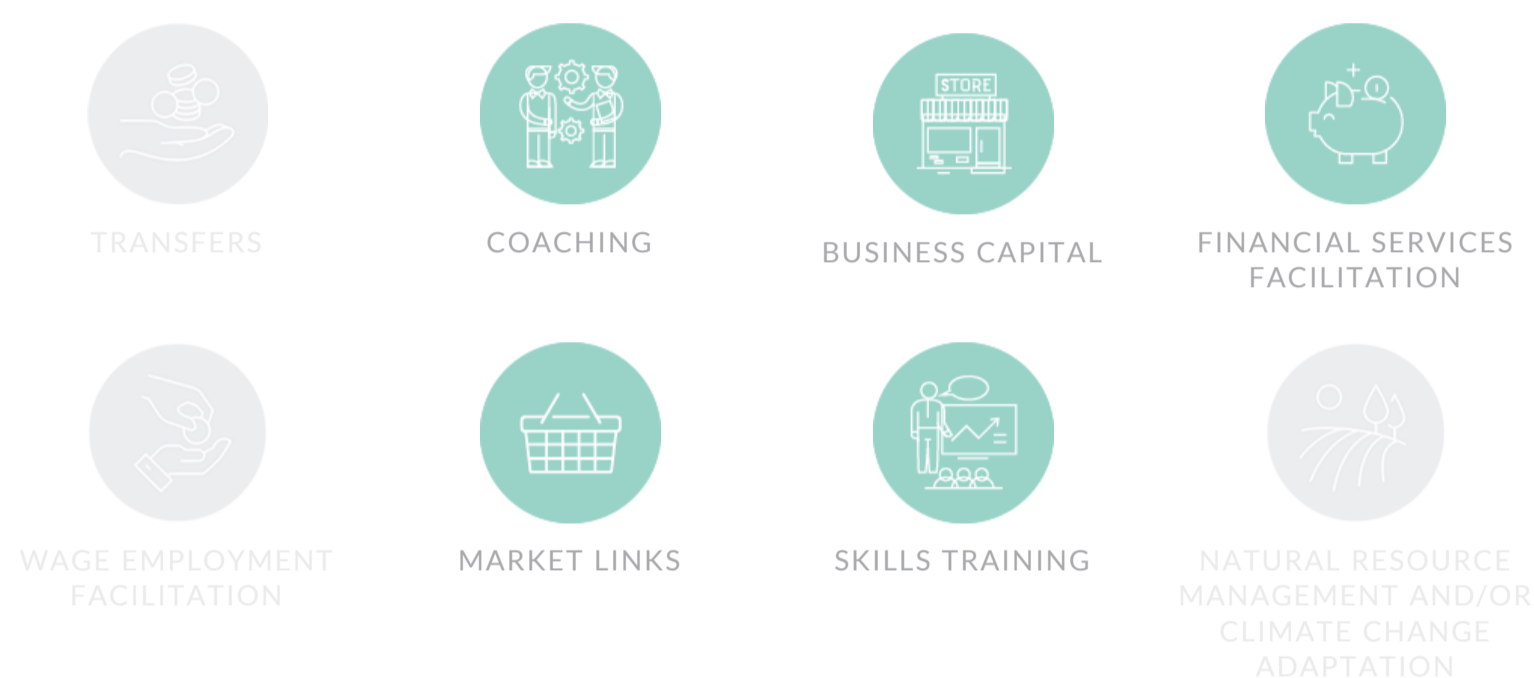 STORE
TRANSFERS
COACHING
BUSINESS CAPITAL
FINANCIAL SERVICES
FACILITATION
WAGE EMPLOYMENT
FACILITATION
MARKET LINKS
SKILLS TRAINING
NATURAL RESOURCE
MANAGEMENT AND/OR
CLIMATE CHANGE
ADAPTATION